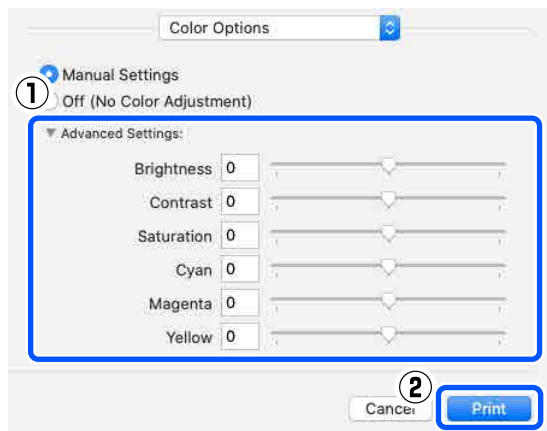 Color Options
Manual Settings
①
Off (No Color Adjustment)
Advanced Settings:
Brightness 0
Contrast 0
Saturation 0
Cyan 0
Magenta 0
Yellow 0
②
Cancel Print